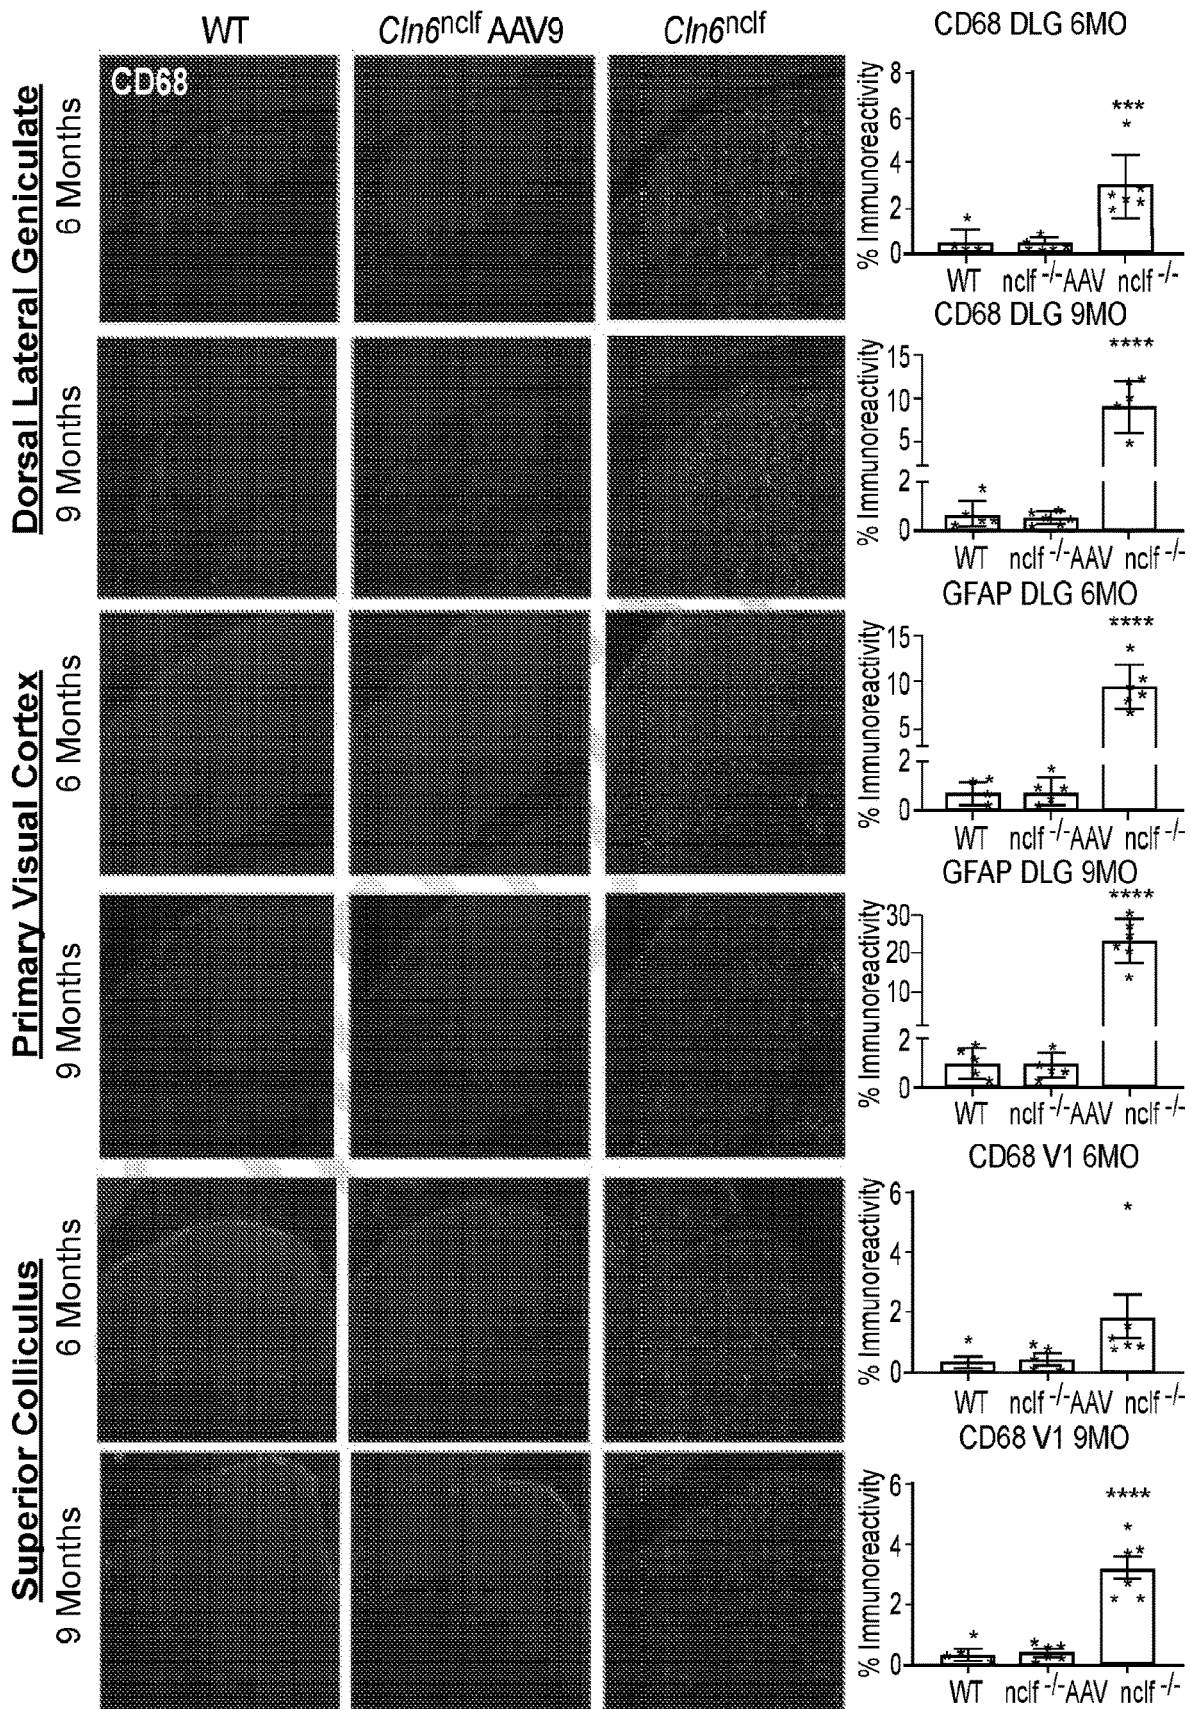 WT
Cln6nclf AAV9
Cln6nclf
CD68
Dorsal Lateral Geniculate
6 Months
9 Months
Primary Visual Cortex
6 Months
9 Months
Superior Colliculus
6 Months
9 Months
CD68 DLG 6MO
% Immunoreactivity
8
6
4
2
0
***
WT nclf -/-AAV nclf -/-
CD68 DLG 9MO
% Immunoreactivity
15
10
5
2
0
****
WT nclf -/-AAV nclf -/-
GFAP DLG 6MO
% Immunoreactivity
15
10
5
2
0
****
WT nclf -/-AAV nclf -/-
GFAP DLG 9MO
% Immunoreactivity
30
20
10
2
0
****
WT nclf -/-AAV nclf -/-
CD68 V1 6MO
% Immunoreactivity
6
4
2
0
WT nclf -/-AAV nclf -/-
CD68 V1 9MO
% Immunoreactivity
6
4
2
0
****
WT nclf -/-AAV nclf -/-